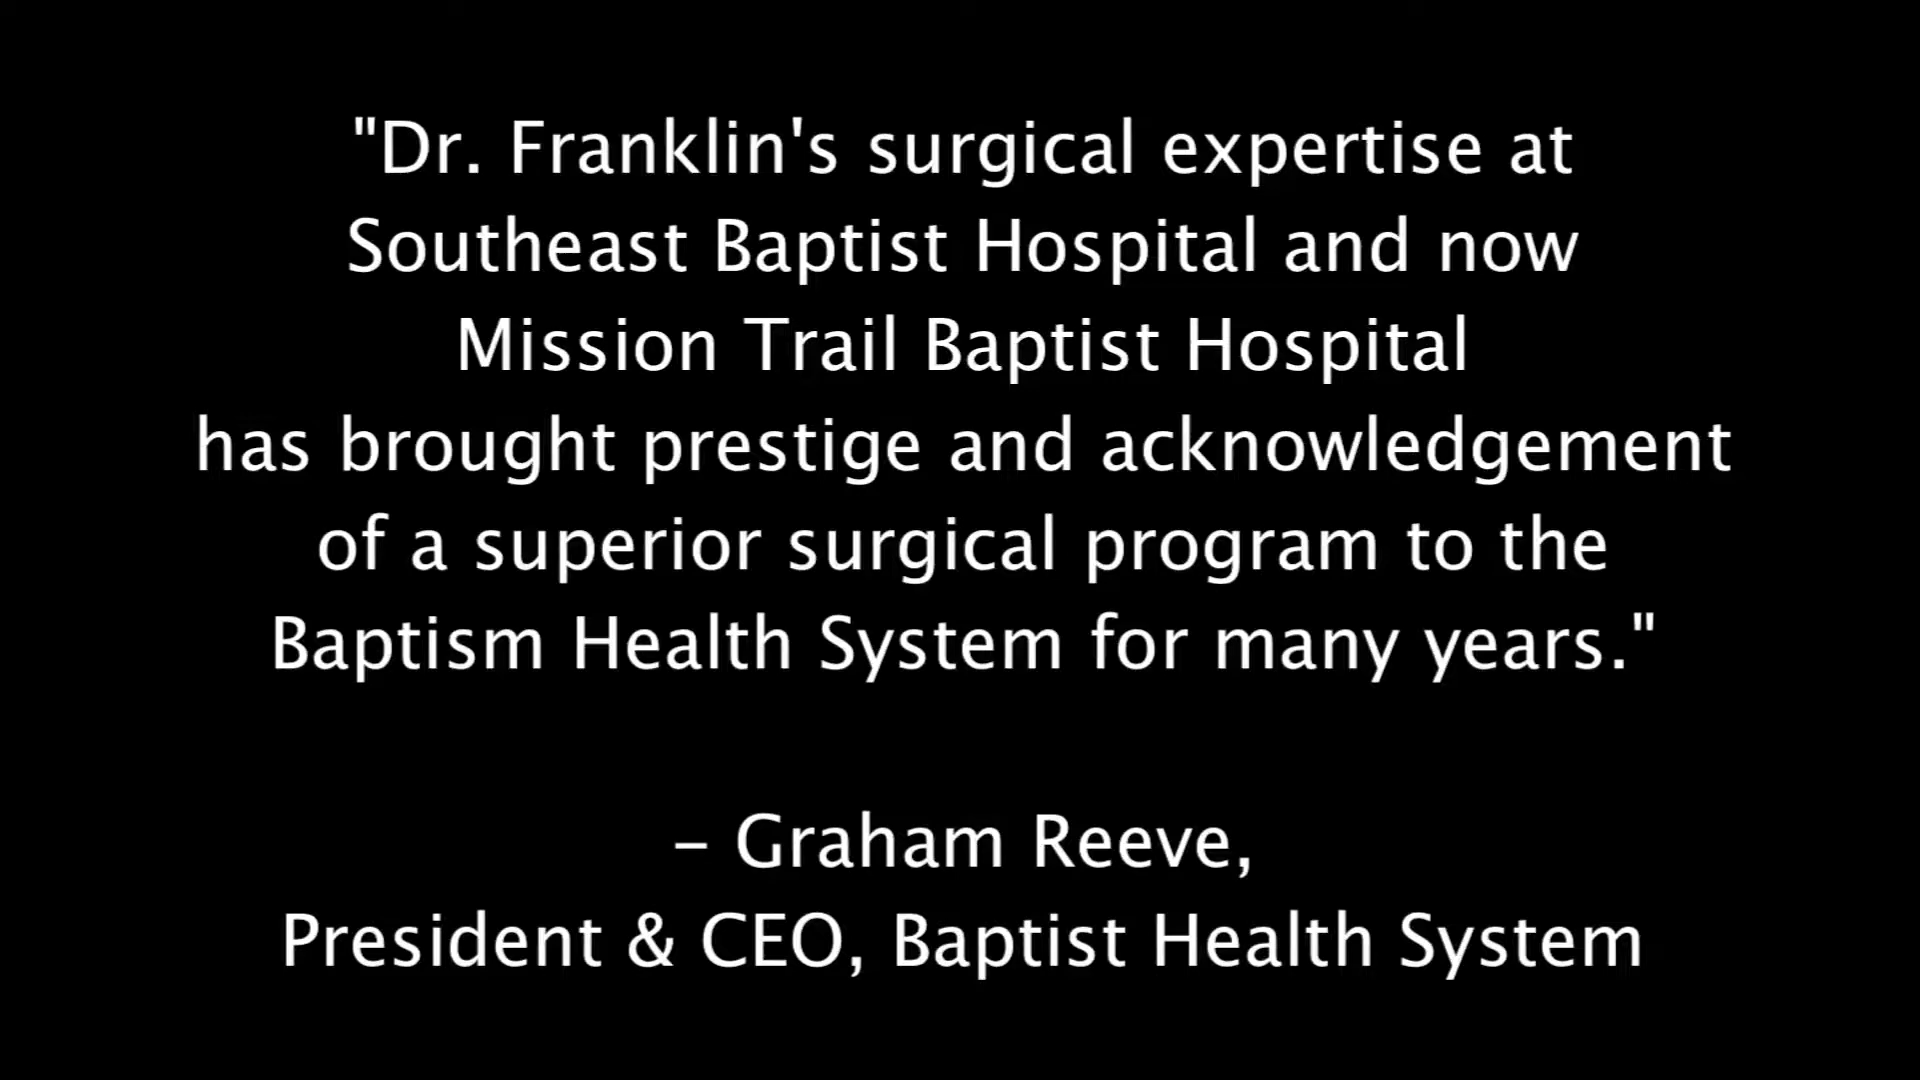 "Dr. Franklin's surgical expertise at
Southeast Baptist Hospital and now
Mission Trail Baptist Hospital
has brought prestige and acknowledgement
of a superior surgical program to the
Baptism Health System for many years."
– Graham Reeve,
President & CEO, Baptist Health System